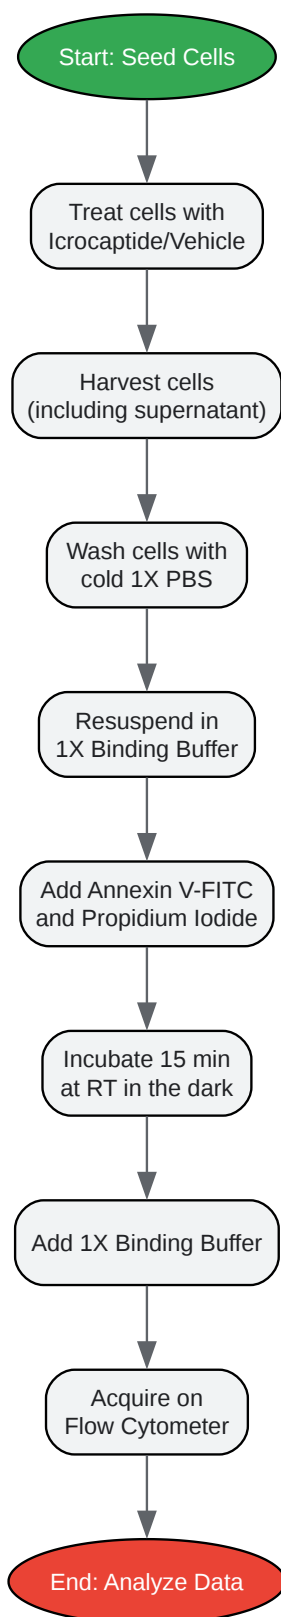 Start: Seed Cells
Treat cells with
Icrocaptide/Vehicle
Harvest cells
(including supernatant)
Wash cells with
cold 1X PBS
Resuspend in
1X Binding Buffer
Add Annexin V-FITC
and Propidium Iodide
Incubate 15 min
at RT in the dark
Add 1X Binding Buffer
Acquire on
Flow Cytometer
End: Analyze Data